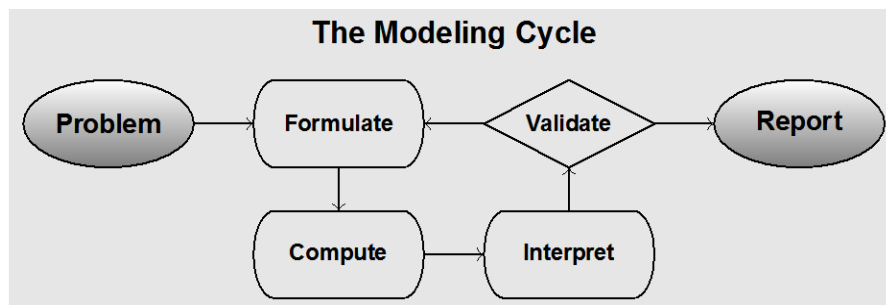 The Modeling Cycle
Problem
Formulate
Validate
Report
Compute
Interpret